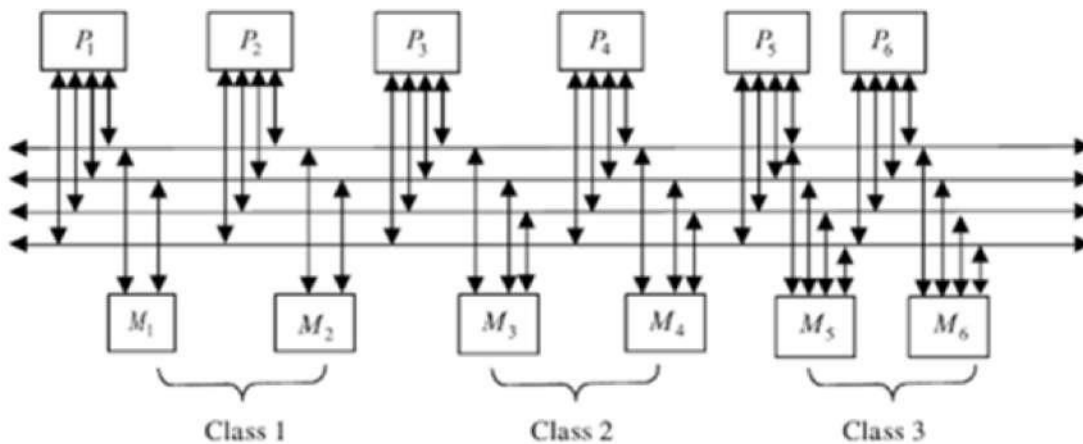 P₁ P₂ P₃ P₄ P₅ P₆
M₁ M₂ M₃ M₄ M₅ M₆
Class 1 Class 2 Class 3